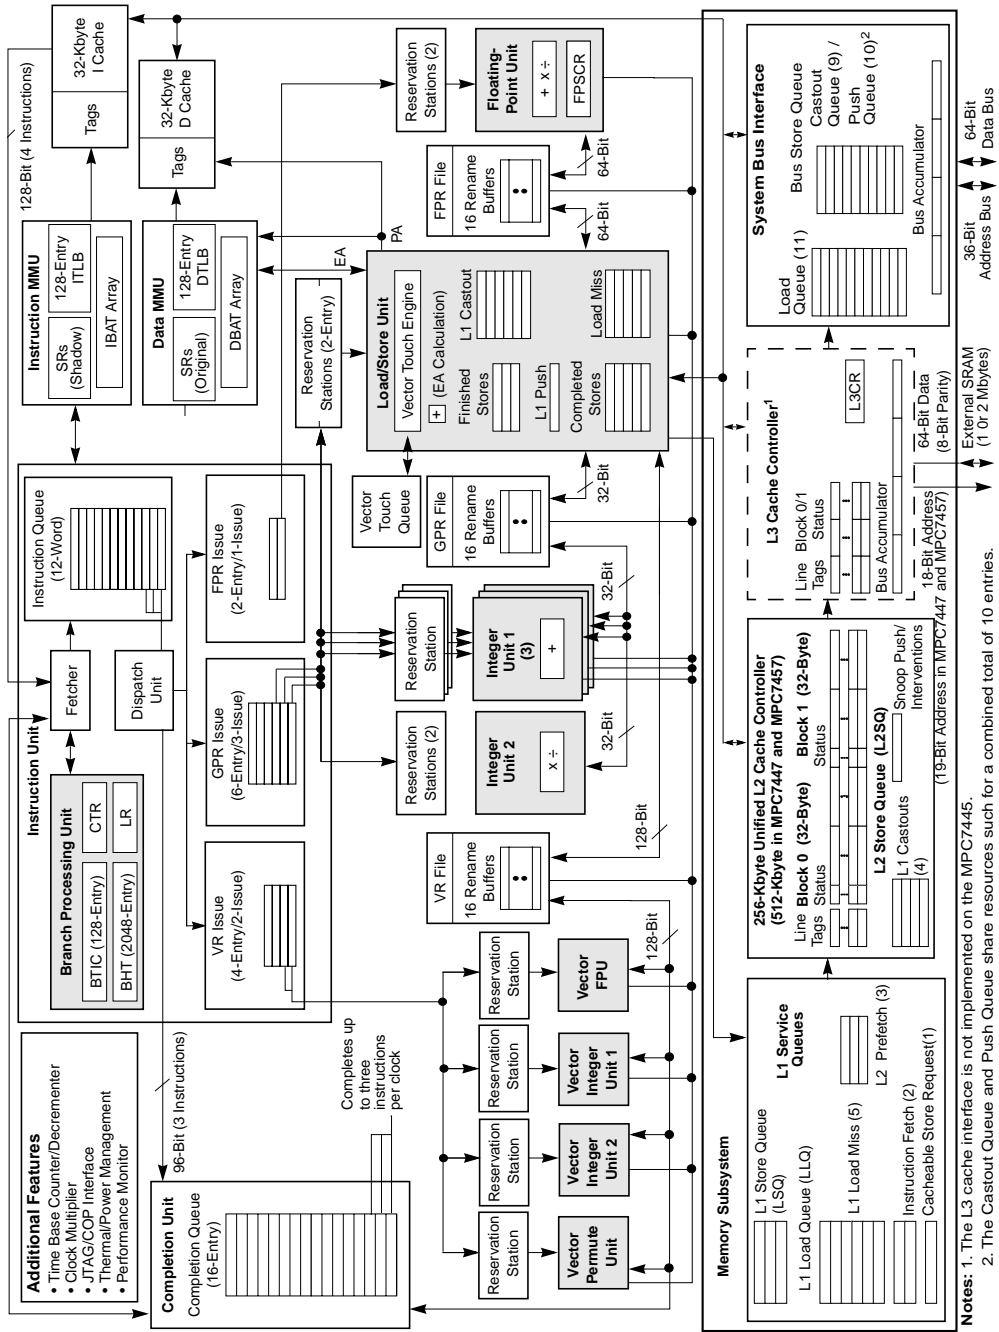 Additional Features
• Time Base Counter/Decrementer
• Clock Multiplier
• JTAG/COP Interface
• Thermal/Power Management
• Performance Monitor
Instruction Unit
Branch Processing Unit
BTIC (128-Entry)
CTR
BHT (2048-Entry)
LR
Fetcher
Dispatch
Unit
Instruction Queue
(12-Word)
VR Issue
(4-Entry/2-Issue)
GPR Issue
(6-Entry/3-Issue)
FPR Issue
(2-Entry/1-Issue)
Instruction MMU
SRs
(Shadow)
128-Entry
ITLB
IBAT Array
Data MMU
SRs
(Original)
128-Entry
DTLB
DBAT Array
128-Bit (4 Instructions)
Tags
32-Kbyte
I Cache
Tags
32-Kbyte
D Cache
EA
PA
96-Bit (3 Instructions)
Completion Unit
Completion Queue
(16-Entry)
Completes up
to three
instructions
per clock
Reservation
Stations (2-Entry)
Reservation
Station
Reservation
Station
Reservation
Station
Reservation
Station
Vector
Permute
Unit
Vector
Integer
Unit 2
Vector
Integer
Unit 1
Vector
FPU
128-Bit
VR File
16 Rename
Buffers
128-Bit
Reservation
Stations (2)
Integer
Unit 2
x ÷
32-Bit
Reservation
Station
Integer
Unit 1
(3)
+
32-Bit
Vector
Touch
Queue
GPR File
16 Rename
Buffers
32-Bit
Load/Store Unit
Vector Touch Engine
+
(EA Calculation)
Finished
Stores
L1 Castout
L1 Push
Completed
Stores
Load Miss
FPR File
16 Rename
Buffers
64-Bit
64-Bit
Reservation
Stations (2)
Floating-
Point Unit
+ x ÷
FPSCR
Memory Subsystem
L1 Store Queue
(LSQ)
L1 Service
Queues
L1 Load Queue (LLQ)
L1 Load Miss (5)
L2 Prefetch (3)
Instruction Fetch (2)
Cacheable Store Request(1)
256-Kbyte Unified L2 Cache Controller
(512-Kbyte in MPC7447 and MPC7457)
Line
Tags
Block 0 (32-Byte)
Status
Block 1 (32-Byte)
Status
L2 Store Queue (L2SQ)
L1 Castouts
(4)
Snoop Push/
Interventions
L3 Cache Controller1
Line
Tags
Block 0/1
Status
L3CR
Bus Accumulator
18-Bit Address
(19-Bit Address in MPC7447 and MPC7457)
64-Bit Data
(8-Bit Parity)
External SRAM
(1 0r 2 Mbytes)
System Bus Interface
Load
Queue (11)
Bus Store Queue
Castout
Queue (9) /
Push
Queue (10)2
Bus Accumulator
36-Bit
Address Bus
64-Bit
Data Bus
Notes: 1. The L3 cache interface is not implemented on the MPC7445.
2. The Castout Queue and Push Queue share resources such for a combined total of 10 entries.